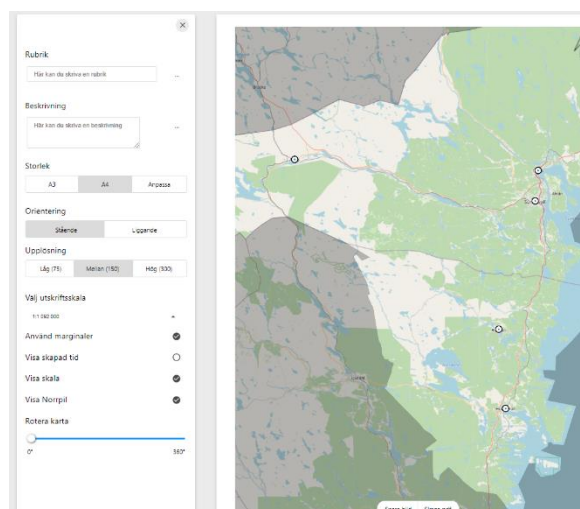 Rubrik
Här kan du skriva en rubrik
Beskrivning
Här kan du skriva en beskrivning
Storlek
A3 A4 Anpassa
Orientering
Stående Liggande
Upplösning
Låg (75) Mellan (150) Hög (300)
Välj utskriftsskala
Använd marginaler
Visa skapad tid
Visa skala
Visa Norrpil
Rotera karta
0° 360°